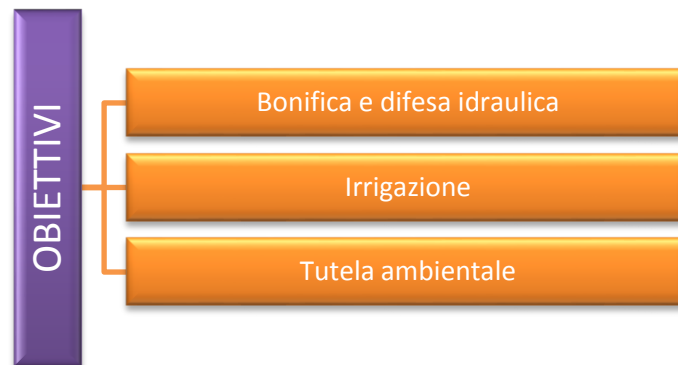 OBIETTIVI
Bonifica e difesa idraulica
Irrigazione
Tutela ambientale